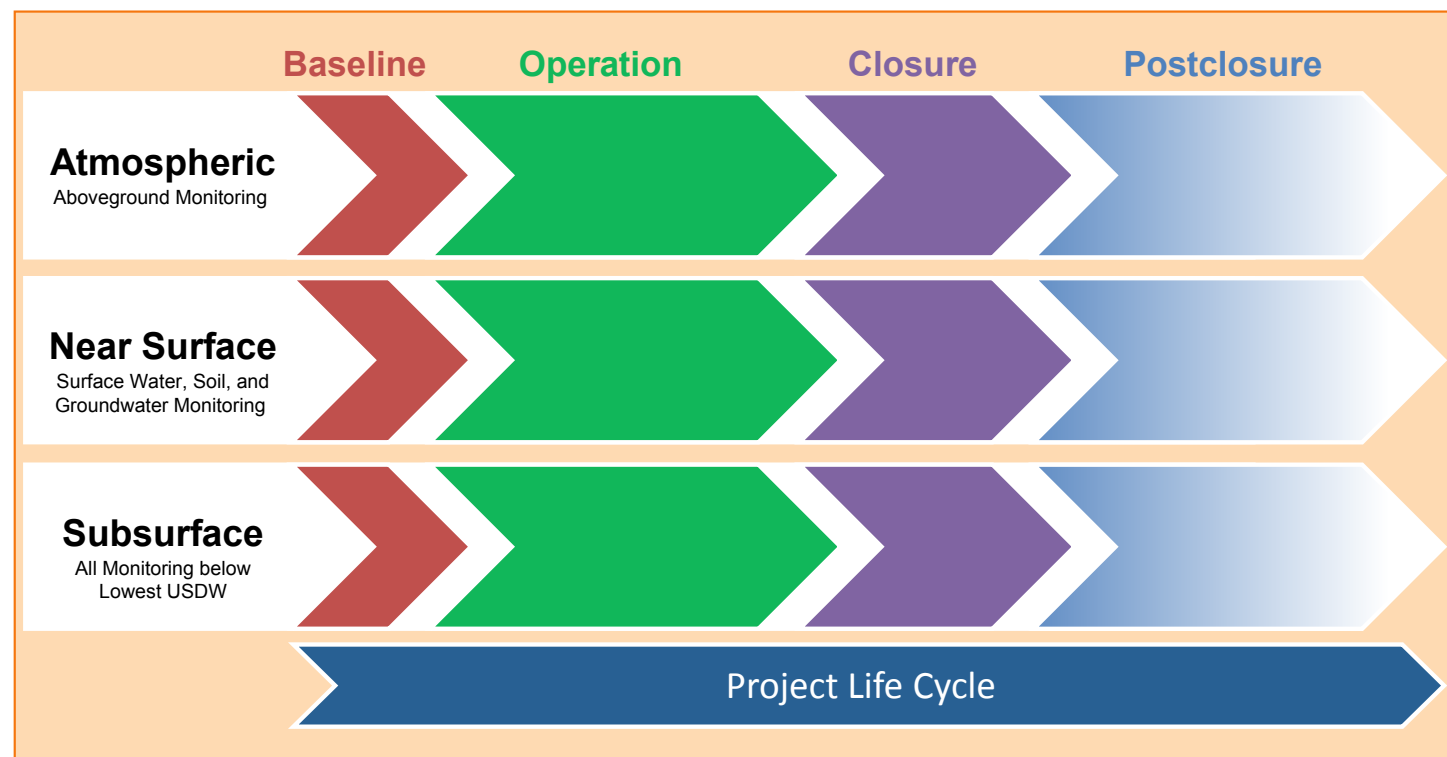 Baseline Operation Closure Postclosure
Atmospheric
Aboveground Monitoring
Near Surface
Surface Water, Soil, and
Groundwater Monitoring
Subsurface
All Monitoring below
Lowest USDW
Project Life Cycle